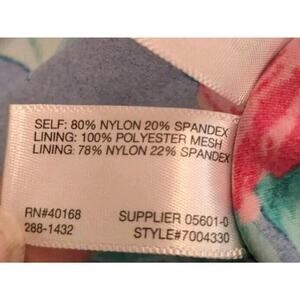 SELF: 80% NYLON 20% SPANDEX
LINING: 100% POLYESTER MESH
LINING: 78% NYLON 22% SPANDEX
RN#40168 SUPPLIER 05601-0
288-1432 STYLE#7004330